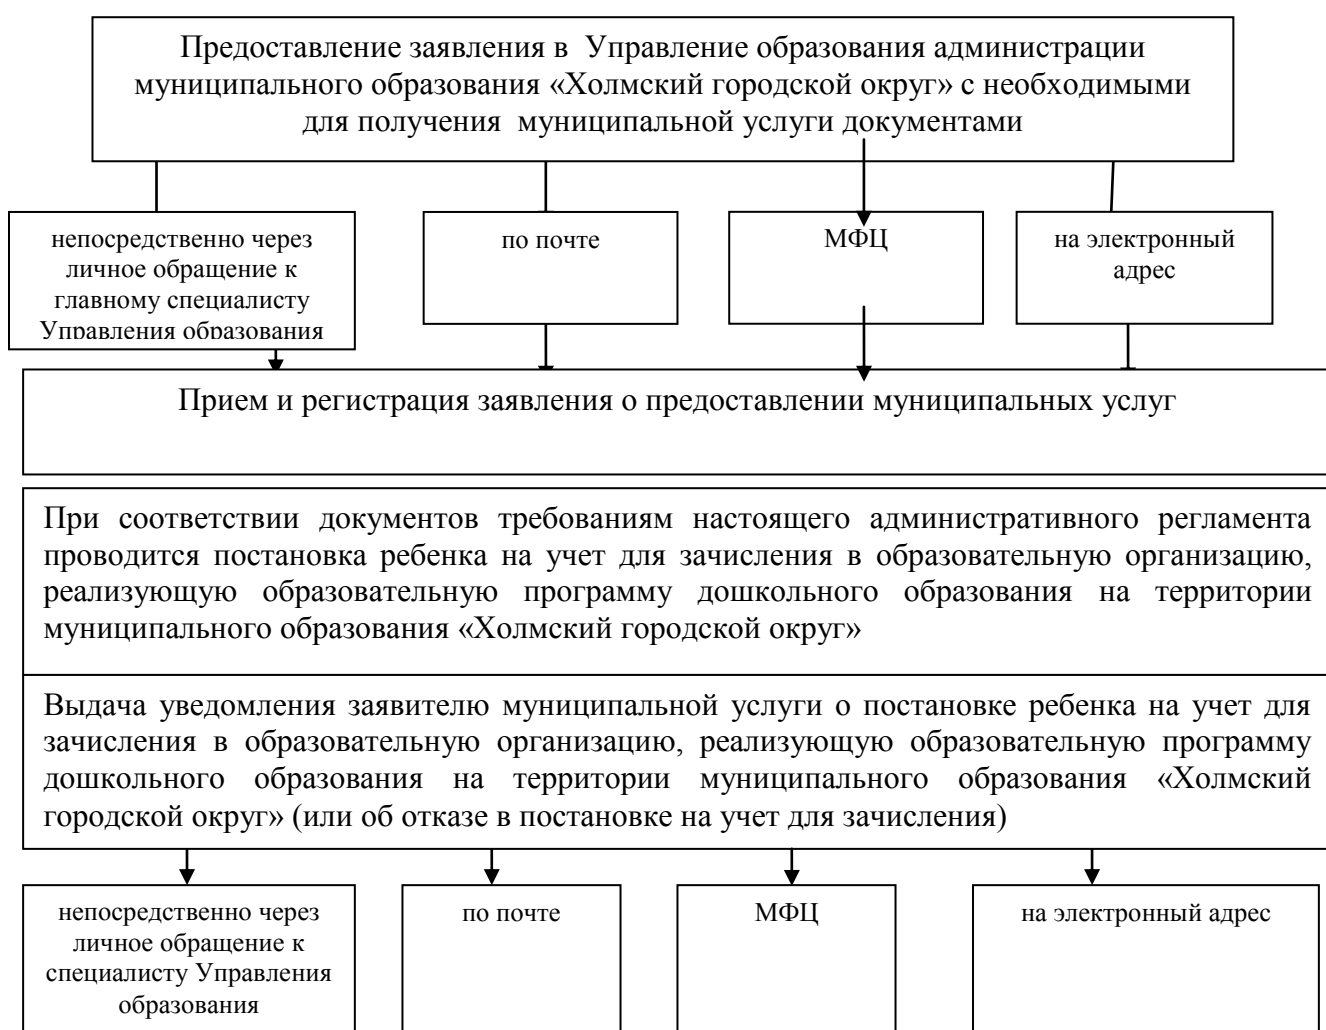 Предоставление заявления в Управление образования администрации
муниципального образования «Холмский городской округ» с необходимыми
для получения муниципальной услуги документами
непосредственно через
личное обращение к
главному специалисту
Управления образования
по почте
МФЦ
на электронный
адрес
Прием и регистрация заявления о предоставлении муниципальных услуг
При соответствии документов требованиям настоящего административного регламента
проводится постановка ребенка на учет для зачисления в образовательную организацию,
реализующую образовательную программу дошкольного образования на территории
муниципального образования «Холмский городской округ»
Выдача уведомления заявителю муниципальной услуги о постановке ребенка на учет для
зачисления в образовательную организацию, реализующую образовательную программу
дошкольного образования на территории муниципального образования «Холмский
городской округ» (или об отказе в постановке на учет для зачисления)
непосредственно через
личное обращение к
специалисту Управления
образования
по почте
МФЦ
на электронный адрес